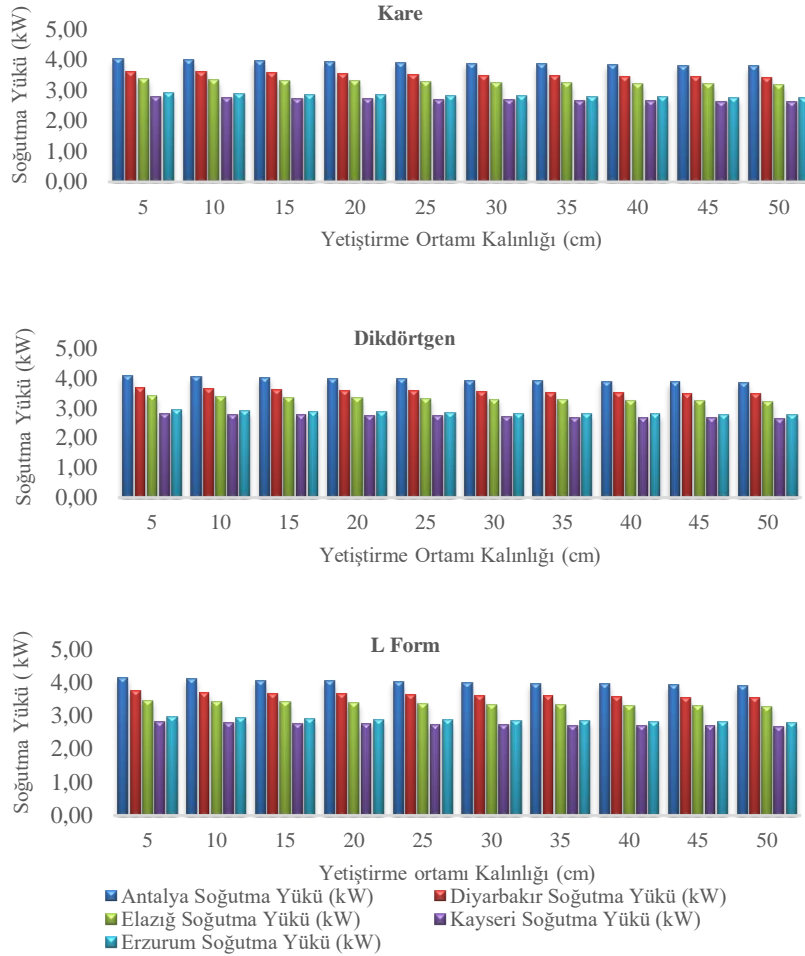 Kare
Soğutma Yükü (kW)
5,00
4,00
3,00
2,00
1,00
0,00
5 10 15 20 25 30 35 40 45 50
Yetiştirme Ortamı Kalınlığı (cm)
Dikdörtgen
Soğutma Yükü (kW)
5,00
4,00
3,00
2,00
1,00
0,00
5 10 15 20 25 30 35 40 45 50
Yetiştirme Ortamı Kalınlığı (cm)
L Form
Soğutma Yükü ( kW)
5,00
4,00
3,00
2,00
1,00
0,00
5 10 15 20 25 30 35 40 45 50
Yetiştirme ortamı Kalınlığı (cm)
Antalya Soğutma Yükü (kW) Diyarbakır Soğutma Yükü (kW)
Elazığ Soğutma Yükü (kW) Kayseri Soğutma Yükü (kW)
Erzurum Soğutma Yükü (kW)